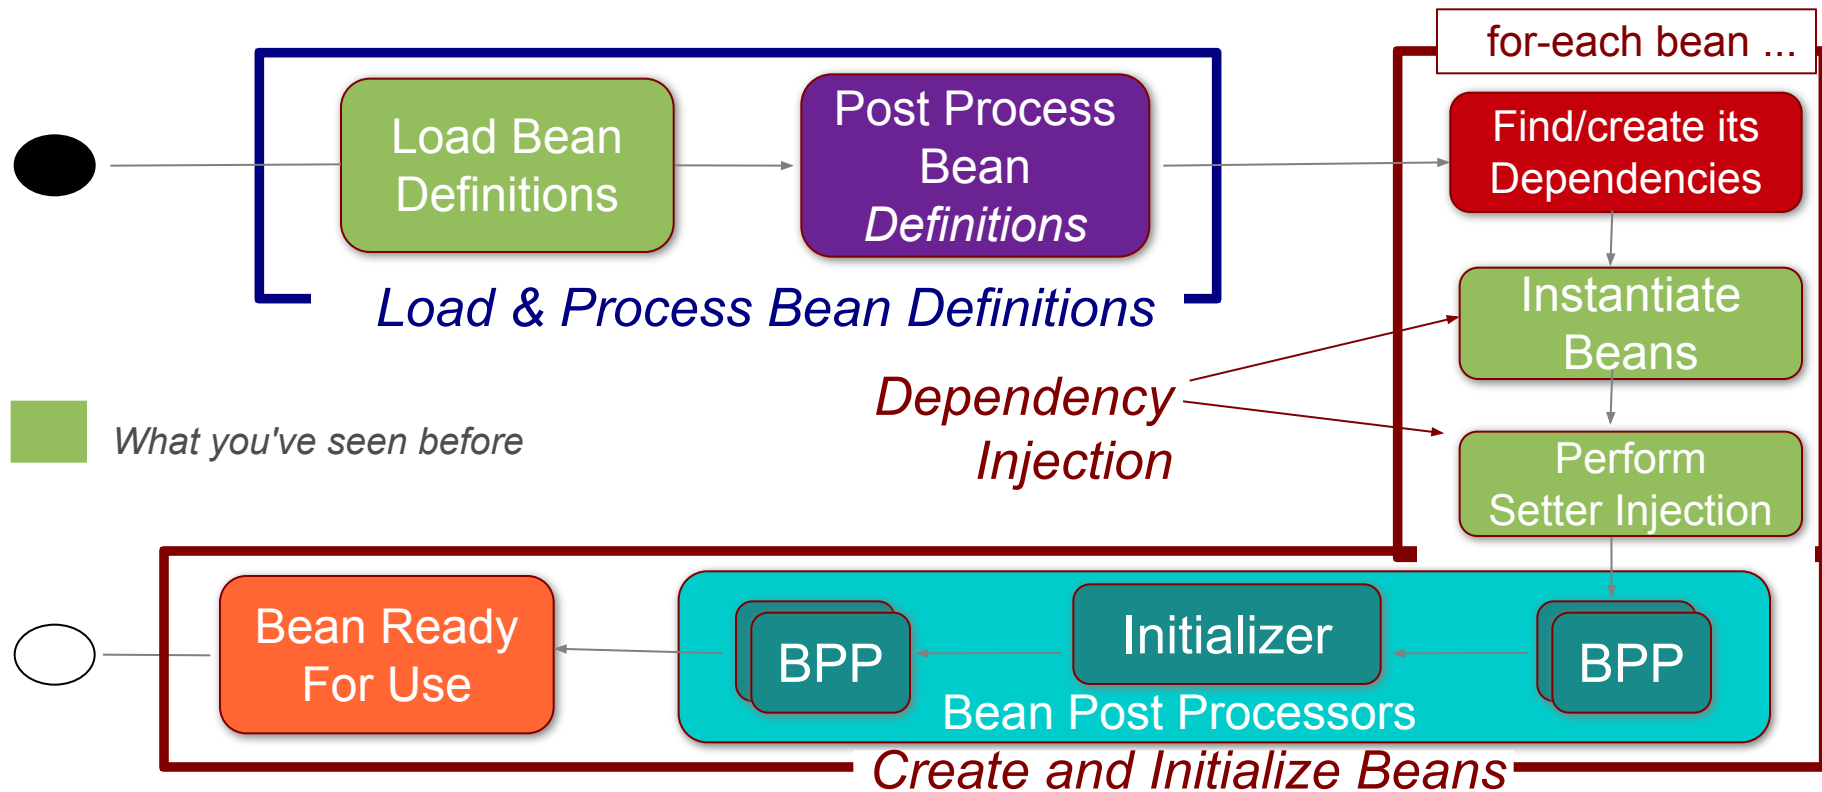 for-each bean ...
Load Bean
Definitions
Post Process
Bean
Definitions
Find/create its
Dependencies
Load & Process Bean Definitions
Instantiate
Beans
Dependency
Injection
What you've seen before
Perform
Setter Injection
Bean Ready
For Use
BPP
Initializer
BPP
Bean Post Processors
Create and Initialize Beans